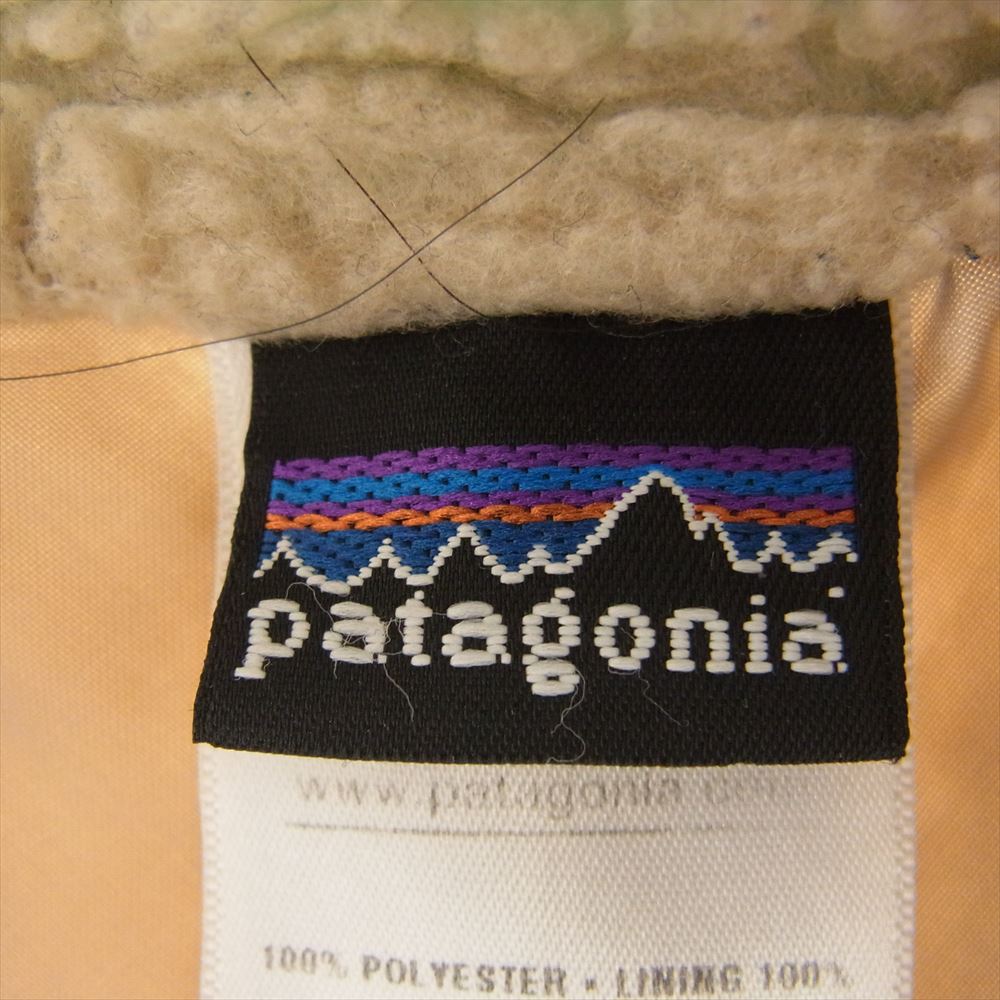 patagonia
www.patagonia.com
100% POLYESTER • LINING 100%